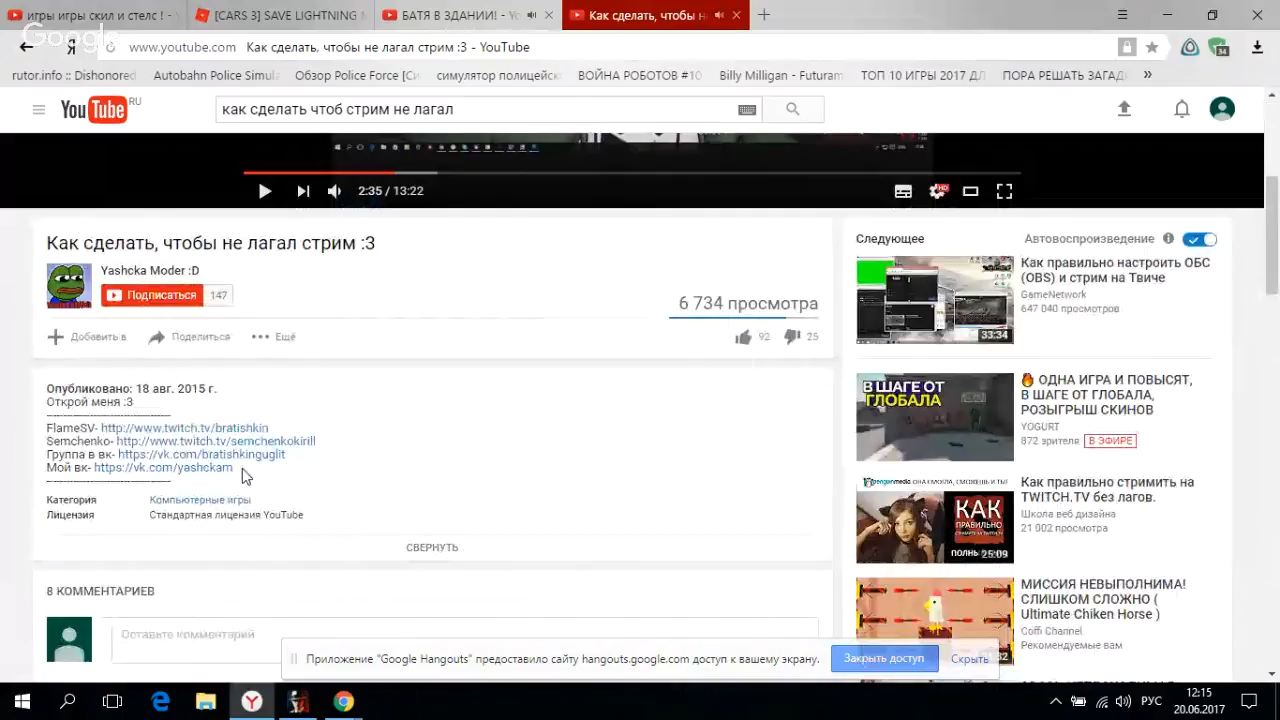 игры игры скил и стелс !
[CARS 3] SAVE LIGHTNING
БАТЯ В ЗДАНИИ! - Yo
Как сделать, чтобы н
Google
Я www.youtube.com Как сделать, чтобы не лагал стрим :3 - YouTube
34
rutor.info :: Dishonored
Autobahn Police Simula
Обзор Police Force [Си
симулятор полицейск
ВОЙНА РОБОТОВ #10
Billy Milligan - Futuram
ТОП 10 ИГРЫ 2017 ДЛ
ПОРА РЕШАТЬ ЗАГАД
»
YouTube RU
как сделать чтоб стрим не лагал
2:35 / 13:22
HD
Как сделать, чтобы не лагал стрим :3
Yashcka Moder :D
Подписаться 147
6 734 просмотра
Добавить в
Поделиться
Ещё
92
25
Опубликовано: 18 авг. 2015 г.
Открой меня :3
FlameSV- http://www.twitch.tv/bratishkin
Semchenko- http://www.twitch.tv/semchenkokirill
Группа в вк- https://vk.com/bratishkinguglit
Мой вк- https://vk.com/yashckam
Категория Компьютерные игры
Лицензия Стандартная лицензия YouTube
СВЕРНУТЬ
8 КОММЕНТАРИЕВ
Оставьте комментарий
Следующее
Автовоспроизведение
33:34
Как правильно настроить ОБС
(OBS) и стрим на Твиче
GameNetwork
647 040 просмотров
В ШАГЕ ОТ
ГЛОБАЛА
🔥 ОДНА ИГРА И ПОВЫСЯТ,
В ШАГЕ ОТ ГЛОБАЛА,
РОЗЫГРЫШ СКИНОВ
YOGURT
872 зрителя В ЭФИРЕ
КАК
ПРАВИЛЬНО
25:09
Как правильно стримить на
TWITCH.TV без лагов.
Школа веб дизайна
21 002 просмотра
МИССИЯ НЕВЫПОЛНИМА!
СЛИШКОМ СЛОЖНО (
Ultimate Chiken Horse )
Coffi Channel
Рекомендуемые вам
Приложение "Google Hangouts" предоставило сайту hangouts.google.com доступ к вашему экрану.
Закрыть доступ
Скрыть
РУС
12:15
20.06.2017